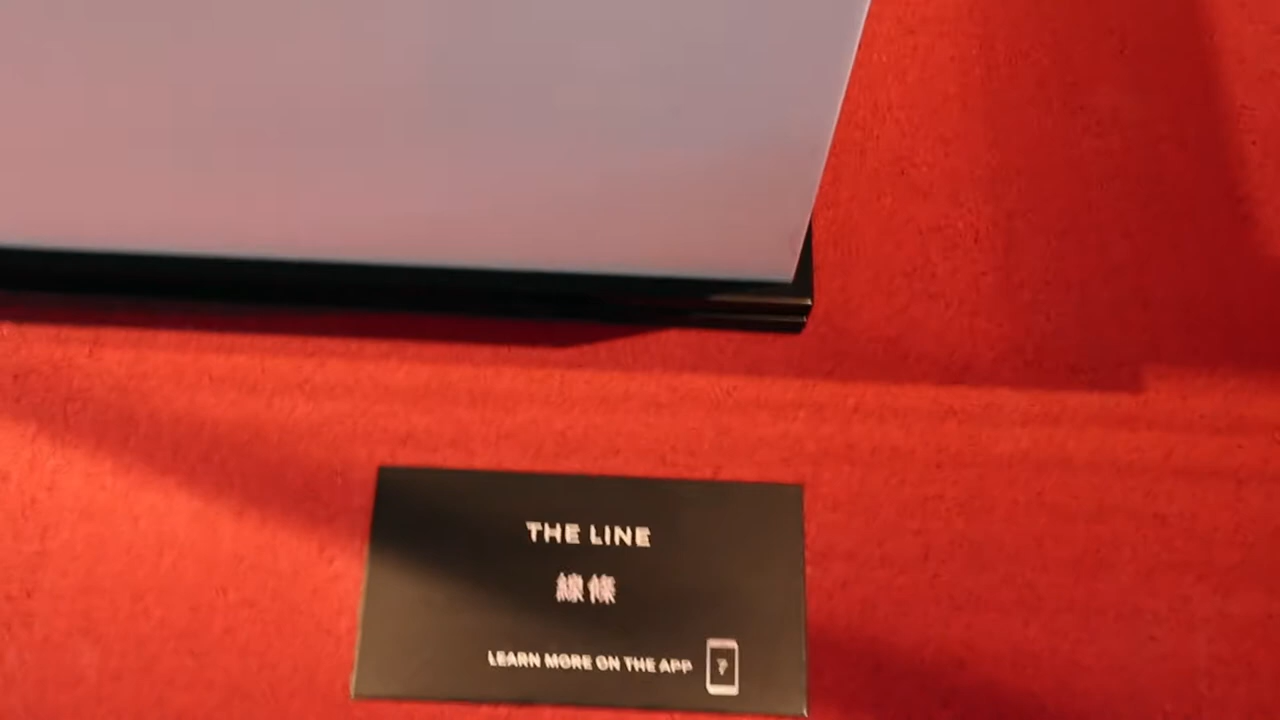 THE LINE
線條
LEARN MORE ON THE APP